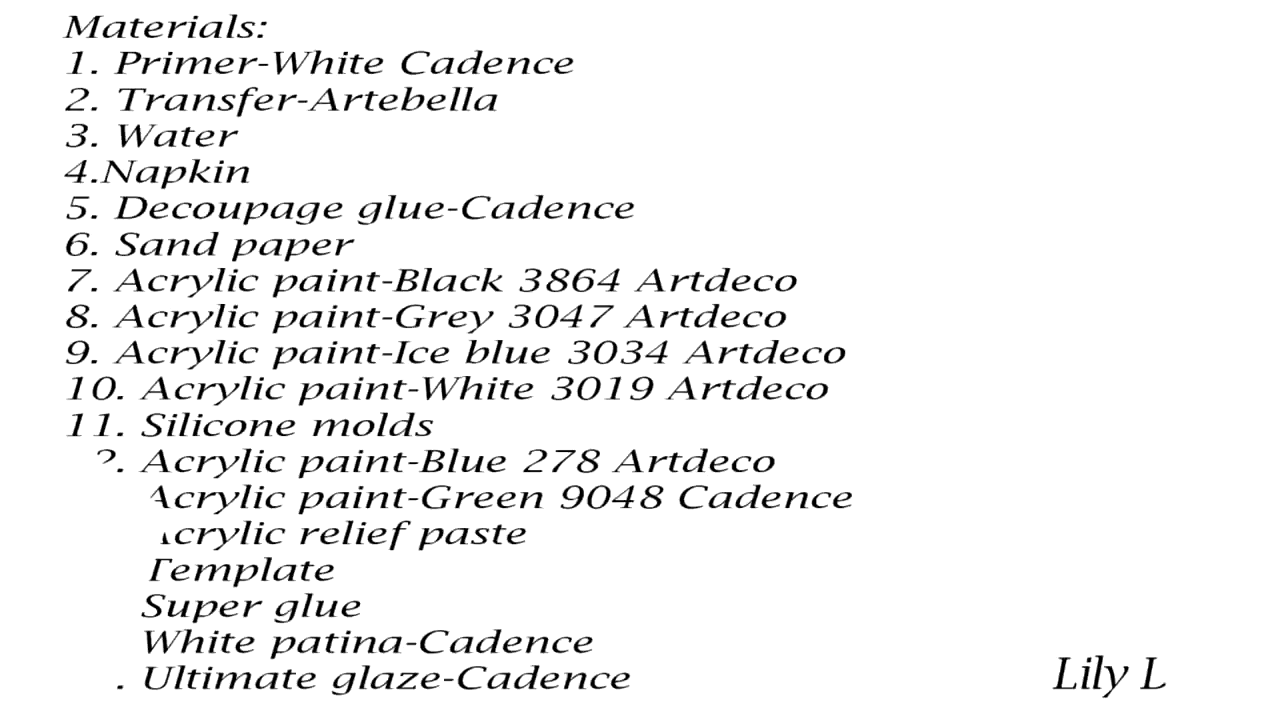 Materials:
1. Primer-White Cadence
2. Transfer-Artebella
3. Water
4.Napkin
5. Decoupage glue-Cadence
6. Sand paper
7. Acrylic paint-Black 3864 Artdeco
8. Acrylic paint-Grey 3047 Artdeco
9. Acrylic paint-Ice blue 3034 Artdeco
10. Acrylic paint-White 3019 Artdeco
11. Silicone molds
2. Acrylic paint-Blue 278 Artdeco
Acrylic paint-Green 9048 Cadence
Acrylic relief paste
Template
Super glue
White patina-Cadence
. Ultimate glaze-Cadence
Lily L